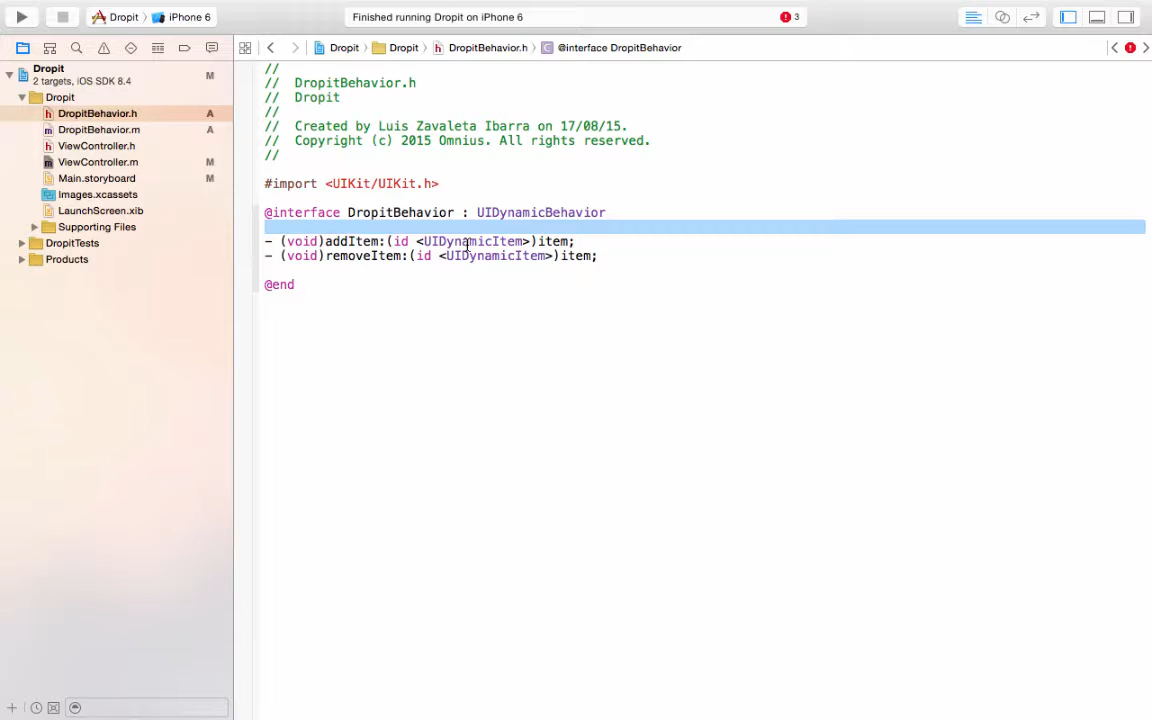 Dropit iPhone 6
Finished running Dropit on iPhone 6
3
Dropit Dropit DropitBehavior.h @interface DropitBehavior
Dropit
2 targets, iOS SDK 8.4
M
Dropit
DropitBehavior.h A
DropitBehavior.m A
ViewController.h
ViewController.m M
Main.storyboard M
Images.xcassets
LaunchScreen.xib
Supporting Files
DropitTests
Products
//
// DropitBehavior.h
// Dropit
//
// Created by Luis Zavaleta Ibarra on 17/08/15.
// Copyright (c) 2015 Omnius. All rights reserved.
//
#import <UIKit/UIKit.h>
@interface DropitBehavior : UIDynamicBehavior
- (void)addItem:(id <UIDynamicItem>)item;
- (void)removeItem:(id <UIDynamicItem>)item;
@end